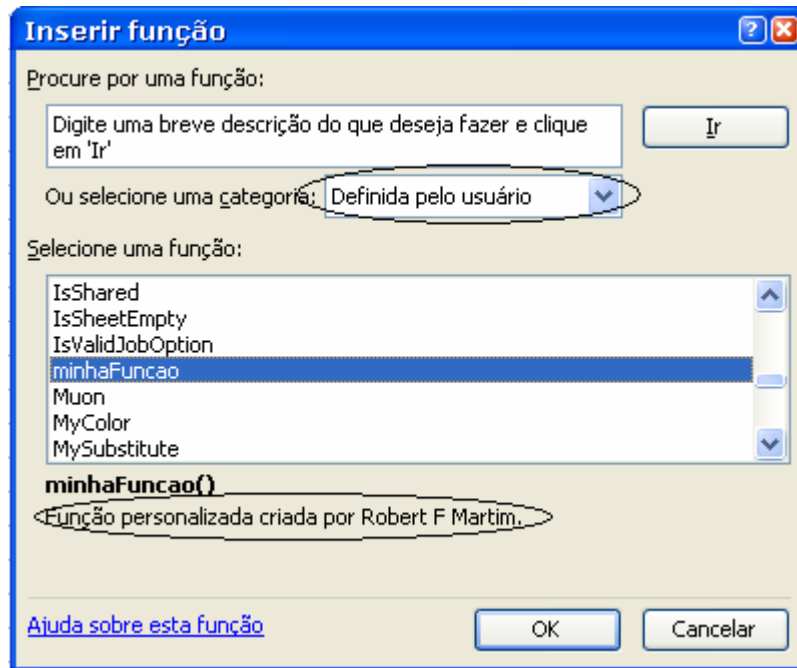 Inserir função
Procure por uma função:
Digite uma breve descrição do que deseja fazer e clique
em 'Ir'
Ir
Ou selecione uma categoria: Definida pelo usuário
Selecione uma função:
IsShared
IsSheetEmpty
IsValidJobOption
minhaFuncao
Muon
MyColor
MySubstitute
minhaFuncao()
Função personalizada criada por Robert F Martim.
Ajuda sobre esta função
OK
Cancelar